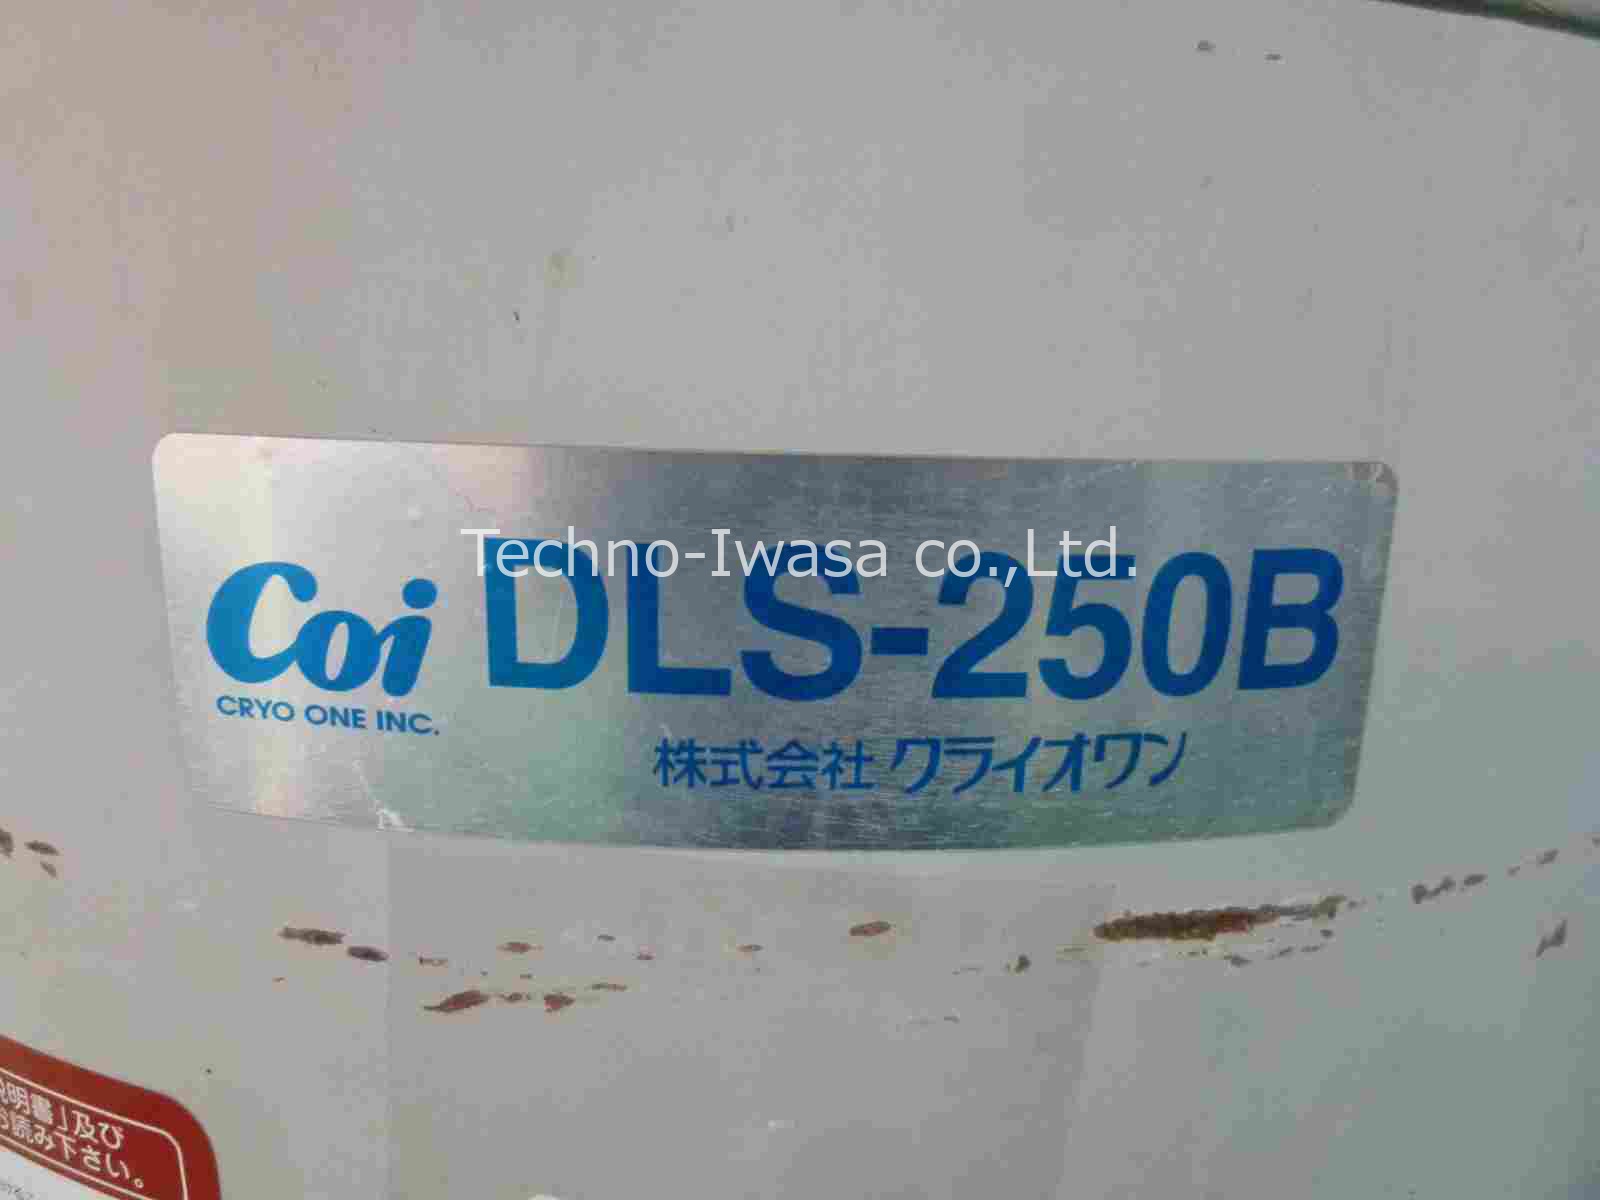 Techno-Iwasa co.,Ltd.
Coi DLS-250B
CRYO ONE INC.
株式会社クライオワン
明書」及び
お読み下さい。